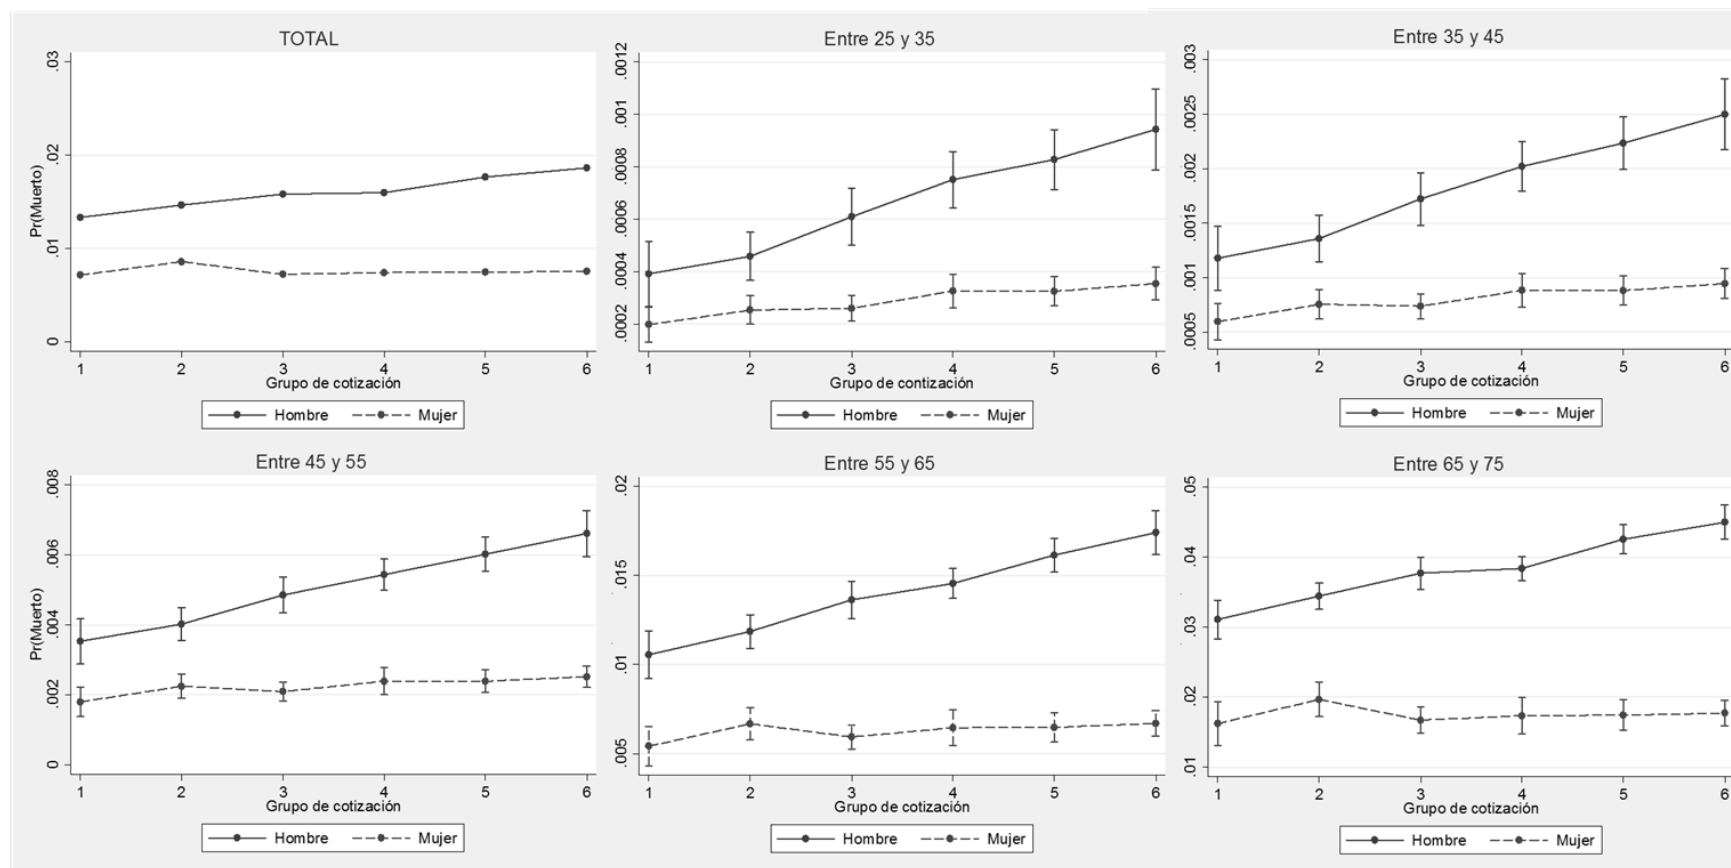 TOTAL
.03
.02
.01
0
Pr(Muerto)
1 2 3 4 5 6
Grupo de cotización
Hombre Mujer
Entre 25 y 35
.0012
.001
.0008
.0006
.0004
.0002
1 2 3 4 5 6
Grupo de contización
Hombre Mujer
Entre 35 y 45
.003
.0025
.002
.0015
.001
.0005
1 2 3 4 5 6
Grupo de cotización
Hombre Mujer
Entre 45 y 55
.008
.006
.004
.002
0
Pr(Muerto)
1 2 3 4 5 6
Grupo de cotización
Hombre Mujer
Entre 55 y 65
.02
.015
.01
.005
1 2 3 4 5 6
Grupo de cotización
Hombre Mujer
Entre 65 y 75
.05
.04
.03
.02
.01
1 2 3 4 5 6
Grupo de cotización
Hombre Mujer